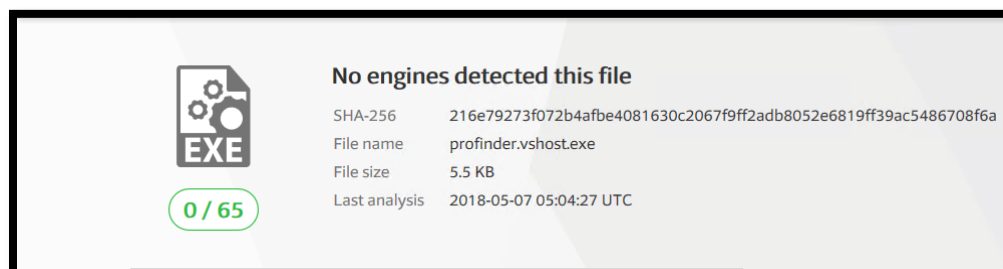 No engines detected this file
SHA-256 216e79273f072b4afbe4081630c2067f9ff2adb8052e6819ff39ac5486708f6a
File name profinder.vshost.exe
File size 5.5 KB
Last analysis 2018-05-07 05:04:27 UTC
EXE
0 / 65